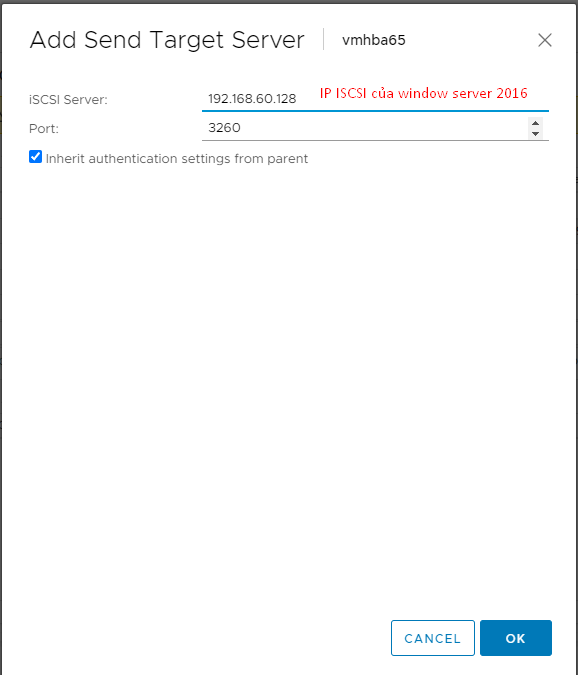 Add Send Target Server vmhba65
iSCSI Server: 192.168.60.128 IP ISCSI của window server 2016
Port: 3260
Inherit authentication settings from parent
CANCEL OK